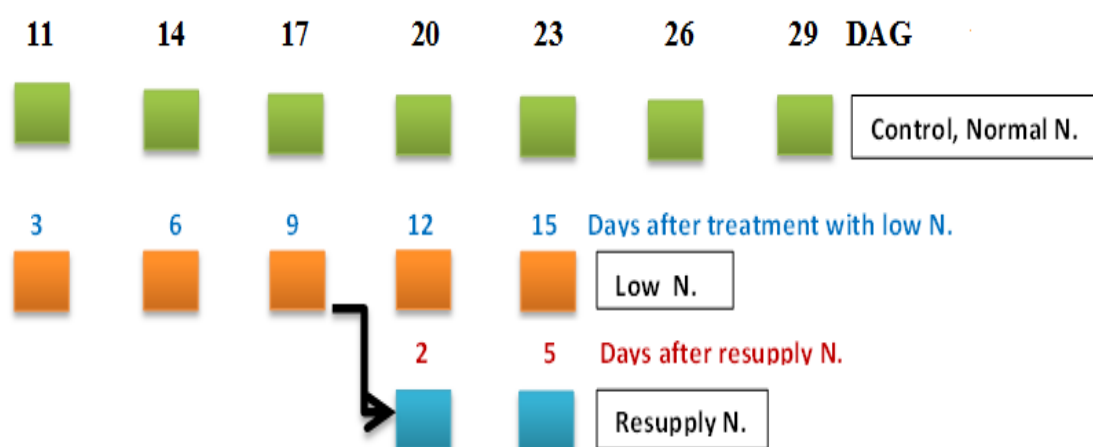 11 14 17 20 23 26 29 DAG
Control, Normal N.
3 6 9 12 15 Days after treatment with low N.
Low N.
2 5 Days after resupply N.
Resupply N.